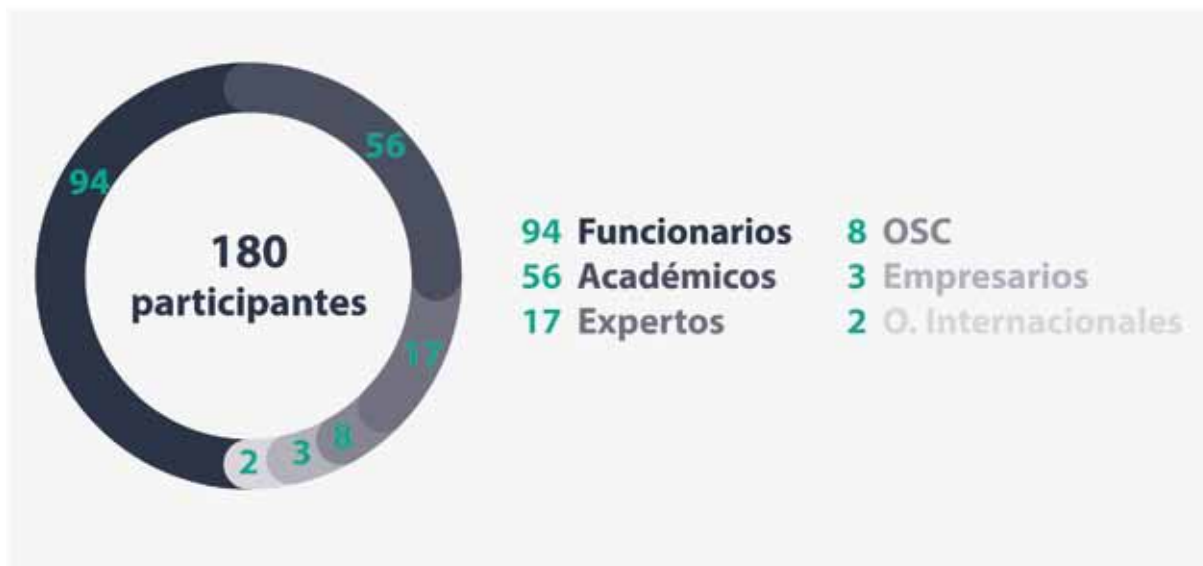 94
56
180
participantes
17
8
3
2
94 Funcionarios
56 Académicos
17 Expertos
8 OSC
3 Empresarios
2 O. Internacionales